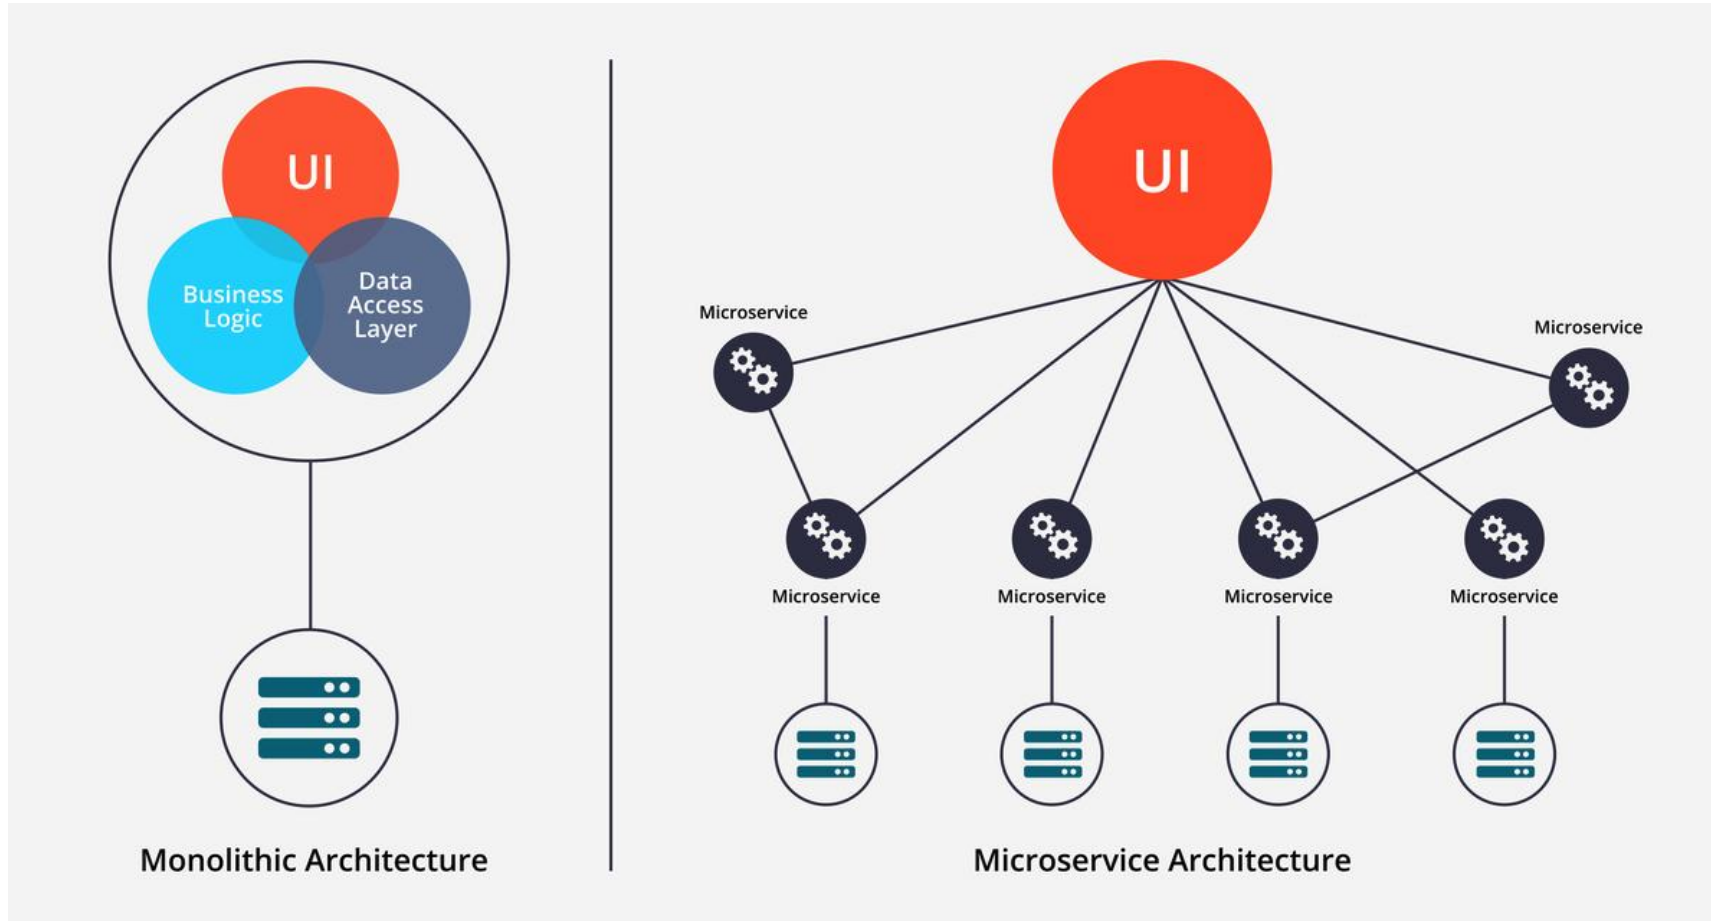 UI
Business
Logic
Data
Access
Layer
Monolithic Architecture
UI
Microservice
Microservice
Microservice
Microservice
Microservice
Microservice
Microservice Architecture